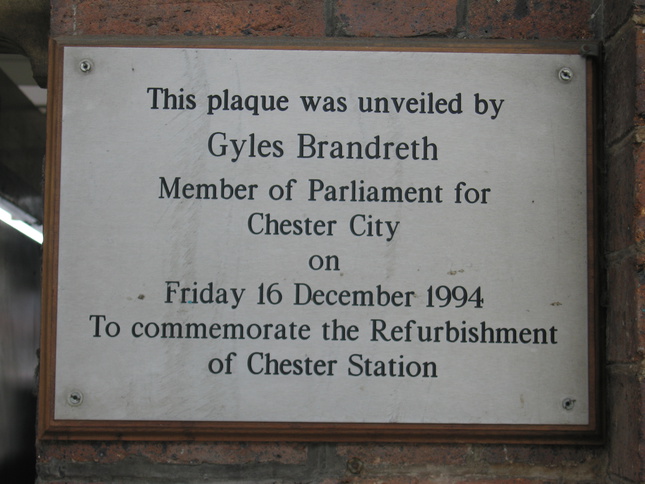 This plaque was unveiled by
Gyles Brandreth
Member of Parliament for
Chester City
on
Friday 16 December 1994
To commemorate the Refurbishment
of Chester Station